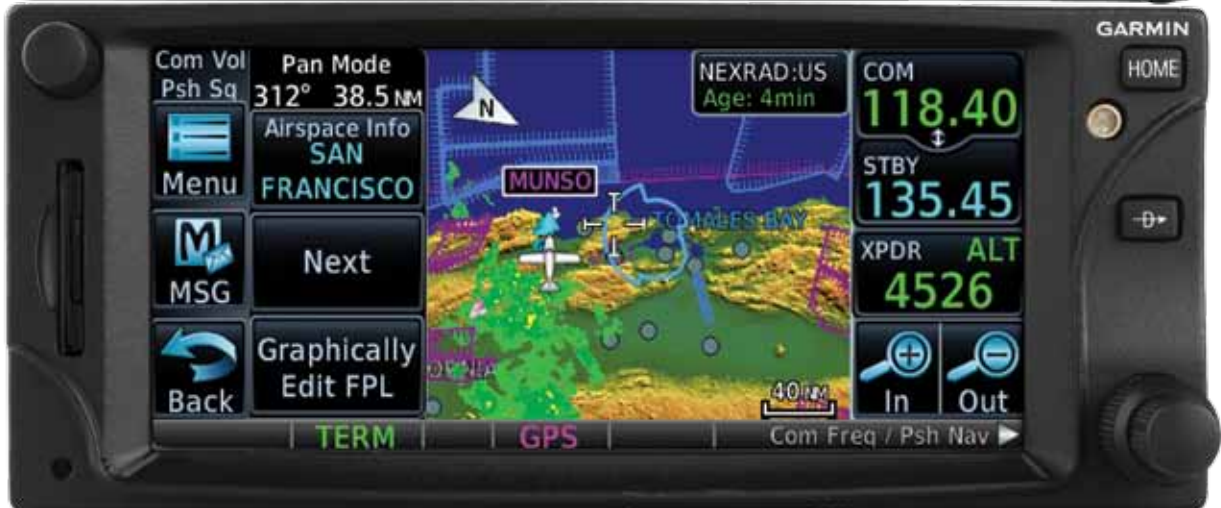 GARMIN
HOME
Com Vol
Psh Sq
Pan Mode
312° 38.5 NM
Airspace Info
SAN
FRANCISCO
Menu
MSG
Next
Back
Graphically
Edit FPL
N
NEXRAD:US
Age: 4min
MUNSO
TOMALES BAY
40 NM
COM
118.40
STBY
135.45
XPDR ALT
4526
In
Out
TERM
GPS
Com Freq / Psh Nav